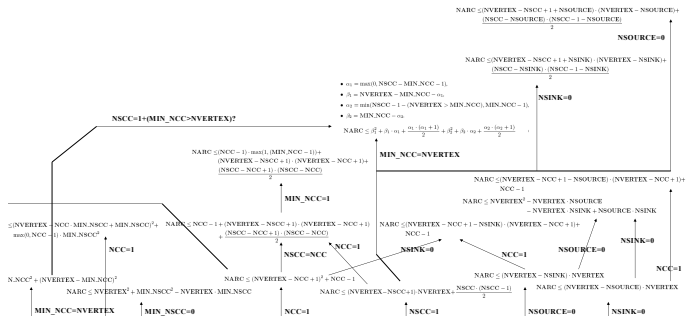 NARC ≤(NVERTEX−NSCC+1+NSOURCE)·(NVERTEX−NSOURCE)+
(NSCC−NSOURCE)·(NSCC−1−NSOURCE)
2
NSOURCE=0
NARC ≤(NVERTEX−NSCC+1+NSINK)·(NVERTEX−NSINK)+
(NSCC−NSINK)·(NSCC−1−NSINK)
2
NSINK=0
• α₁ = max(0, NSCC−MIN_NCC−1),
• β₁ = NVERTEX−MIN_NCC−α₁,
• α₂ = min(NSCC−1−(NVERTEX>MIN_NCC), MIN_NCC−1),
• β₂ = MIN_NCC−α₂
NARC ≤ β₁²+β₁·α₁+ α₁·(α₁+1)/2 +β₂²+β₂·α₂+ α₂·(α₂+1)/2 .
NSCC=1+(MIN_NCC>NVERTEX)?
MIN_NCC=NVERTEX
NARC ≤(NCC−1)·max(1,(MIN_NCC−1))+
(NVERTEX−NSCC+1)·(NVERTEX−NCC+1)+
(NSCC−NCC+1)·(NSCC−NCC)
2
MIN_NCC=1
NARC ≤(NVERTEX−NCC+1−NSOURCE)·(NVERTEX−NCC+1)+
NCC−1
NARC ≤ NVERTEX²−NVERTEX·NSOURCE
−NVERTEX·NSINK+NSOURCE·NSINK
≤(NVERTEX−NCC·MIN_NSCC+MIN_NSCC)²+
max(0,NCC−1)·MIN_NSCC²
NCC=1
NARC ≤ NCC−1+(NVERTEX−NSCC+1)·(NVERTEX−NCC+1)
+ (NSCC−NCC+1)·(NSCC−NCC)
2
NSCC=NCC
NCC=1
NARC ≤(NVERTEX−NCC+1−NSINK)·(NVERTEX−NCC+1)+
NCC−1
NSINK=0
NCC=1
NSOURCE=0
NSINK=0
NCC=1
N_NCC²+(NVERTEX−MIN_NCC)²
NARC ≤ (NVERTEX−NCC+1)²+NCC−1
NARC ≤ (NVERTEX−NSINK)·NVERTEX
NARC ≤ NVERTEX²+MIN_NSCC²−NVERTEX·MIN_NSCC
NARC ≤ (NVERTEX−NSCC+1)·NVERTEX+ NSCC·(NSCC−1)/2
NARC ≤ (NVERTEX−NSOURCE)·NVERTEX
MIN_NCC=NVERTEX
MIN_NSCC=0
NCC=1
NSCC=1
NSOURCE=0
NSINK=0